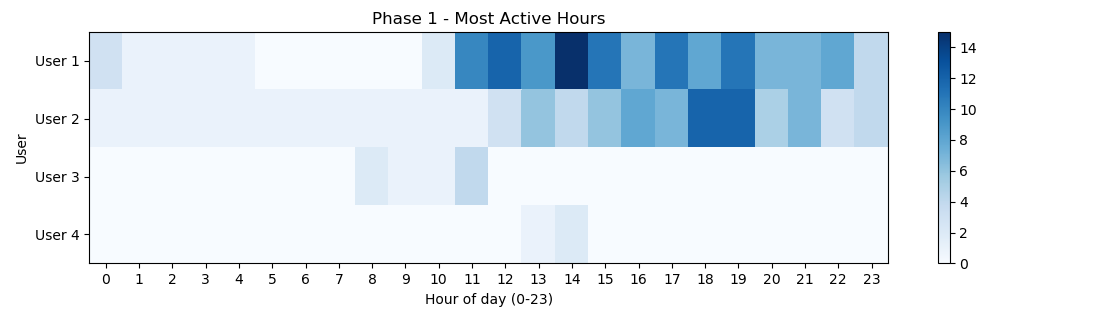 Phase 1 - Most Active Hours
User 1
User 2
User 3
User 4
User
0 1 2 3 4 5 6 7 8 9 10 11 12 13 14 15 16 17 18 19 20 21 22 23
Hour of day (0-23)
14
12
10
8
6
4
2
0